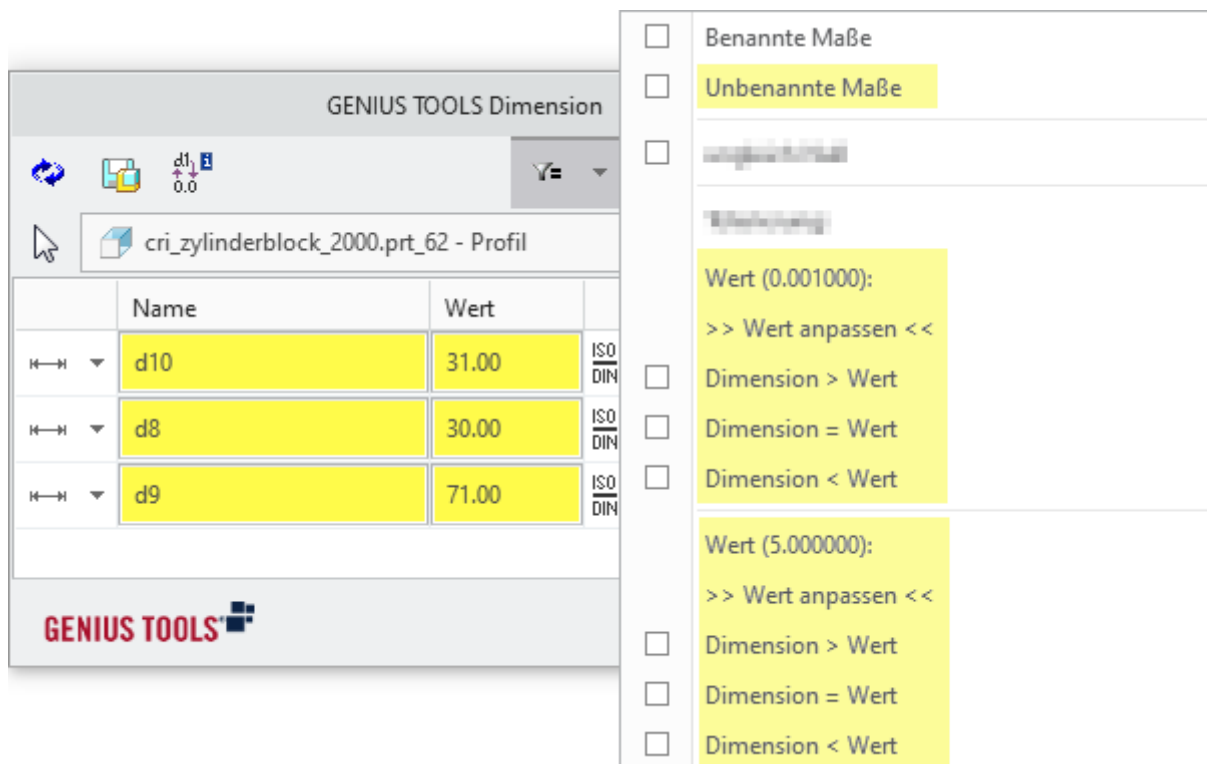 GENIUS TOOLS Dimension
d1
0.0
cri_zylinderblock_2000.prt_62 - Profil
Name Wert
d10 31.00 ISO DIN
d8 30.00 ISO DIN
d9 71.00 ISO DIN
GENIUS TOOLS
Benannte Maße
Unbenannte Maße
Wert (0.001000):
>> Wert anpassen <<
Dimension > Wert
Dimension = Wert
Dimension < Wert
Wert (5.000000):
>> Wert anpassen <<
Dimension > Wert
Dimension = Wert
Dimension < Wert